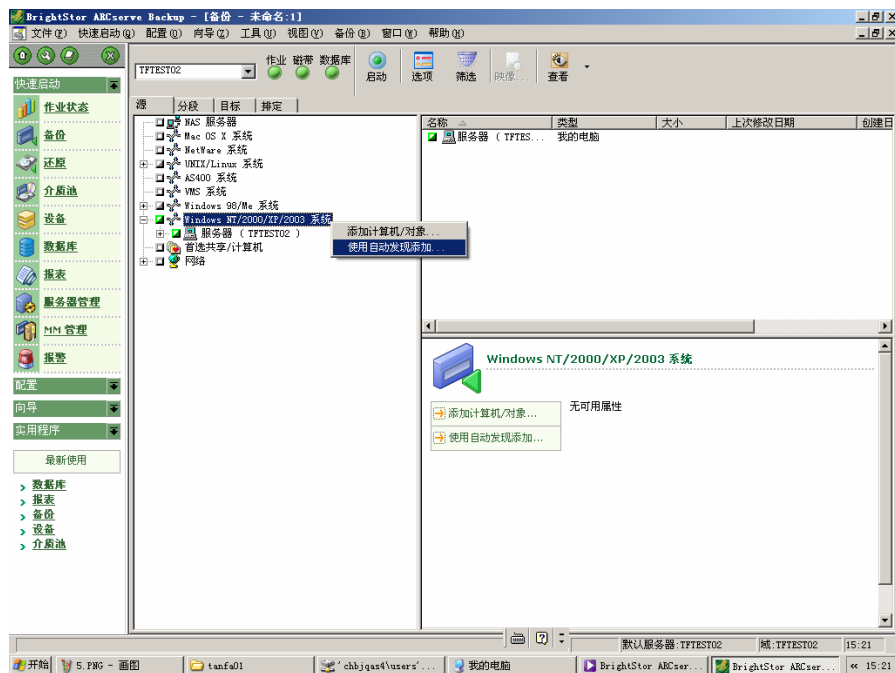 BrightStor ARCserve Backup - [备份 - 未命名:1]
文件(F) 快速启动(Q) 配置(O) 向导(Z) 工具(U) 视图(V) 备份(B) 窗口(W) 帮助(H)
TFTEST02
作业 磁带 数据库
启动 选项 筛选 映像... 查看
快速启动
作业状态
备份
还原
介质池
设备
数据库
报表
服务器管理
MM 管理
报警
配置
向导
实用程序
最新使用
数据库
报表
备份
设备
介质池
源 分段 目标 排定
NAS 服务器
Mac OS X 系统
NetWare 系统
UNIX/Linux 系统
AS400 系统
VMS 系统
Windows 98/Me 系统
Windows NT/2000/XP/2003 系统
服务器 ( TFTEST02 )
首选共享/计算机
网络
添加计算机/对象...
使用自动发现添加...
名称 类型 大小 上次修改日期 创建日
服务器 ( TFTES... 我的电脑
Windows NT/2000/XP/2003 系统
添加计算机/对象...
使用自动发现添加...
无可用属性
默认服务器:TFTEST02 域:TFTEST02 15:21
开始 5.PNG - 画图 tanfa01 'chbjqas4\users'... 我的电脑 BrightStor ARCser... BrightStor ARCser... « 15:21